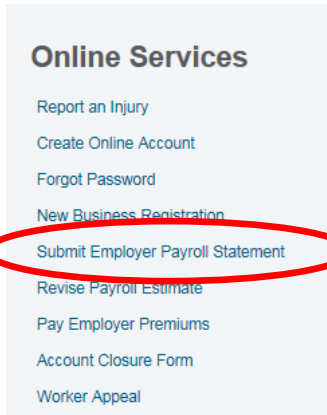 Online Services
Report an Injury
Create Online Account
Forgot Password
New Business Registration
Submit Employer Payroll Statement
Revise Payroll Estimate
Pay Employer Premiums
Account Closure Form
Worker Appeal